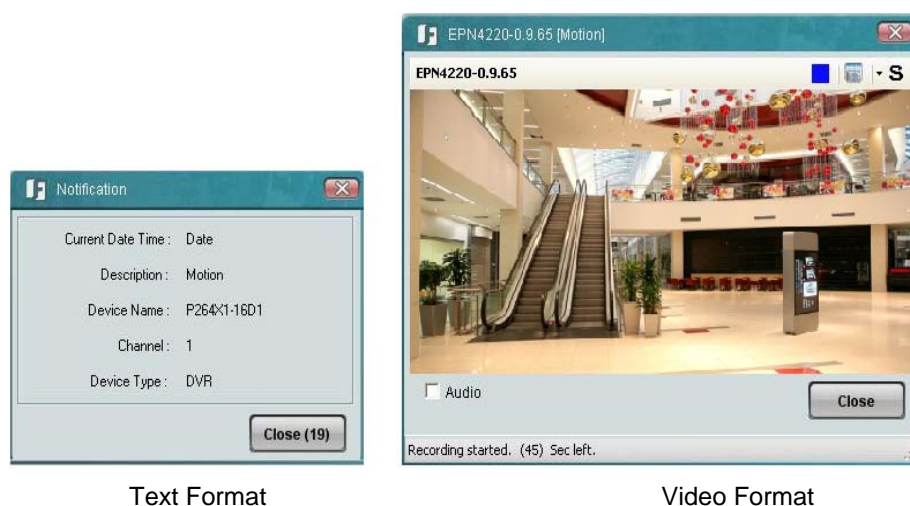 Notification
Current Date Time : Date
Description : Motion
Device Name : P264X1-16D1
Channel : 1
Device Type : DVR
Close (19)
Text Format
EPN4220-0.9.65 [Motion]
EPN4220-0.9.65
S
Audio
Close
Recording started. (45) Sec left.
Video Format